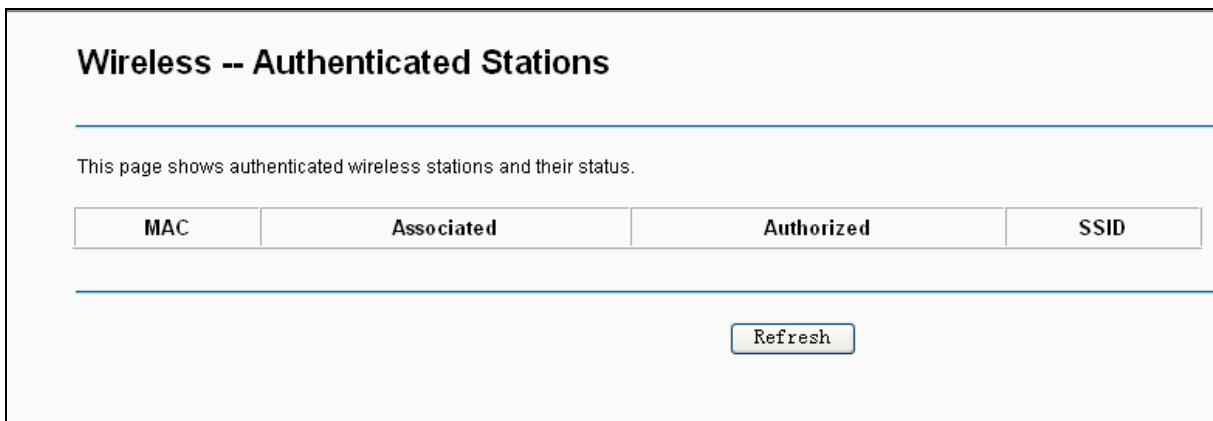 Wireless -- Authenticated Stations
This page shows authenticated wireless stations and their status.
MAC Associated Authorized SSID
Refresh